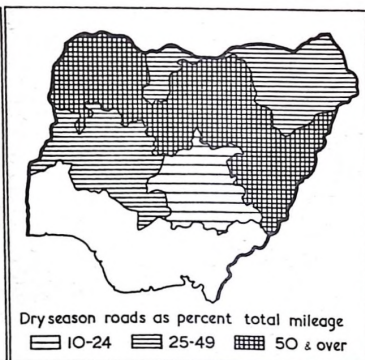 Dry season roads as percent total mileage
10-24 25-49 50 & over